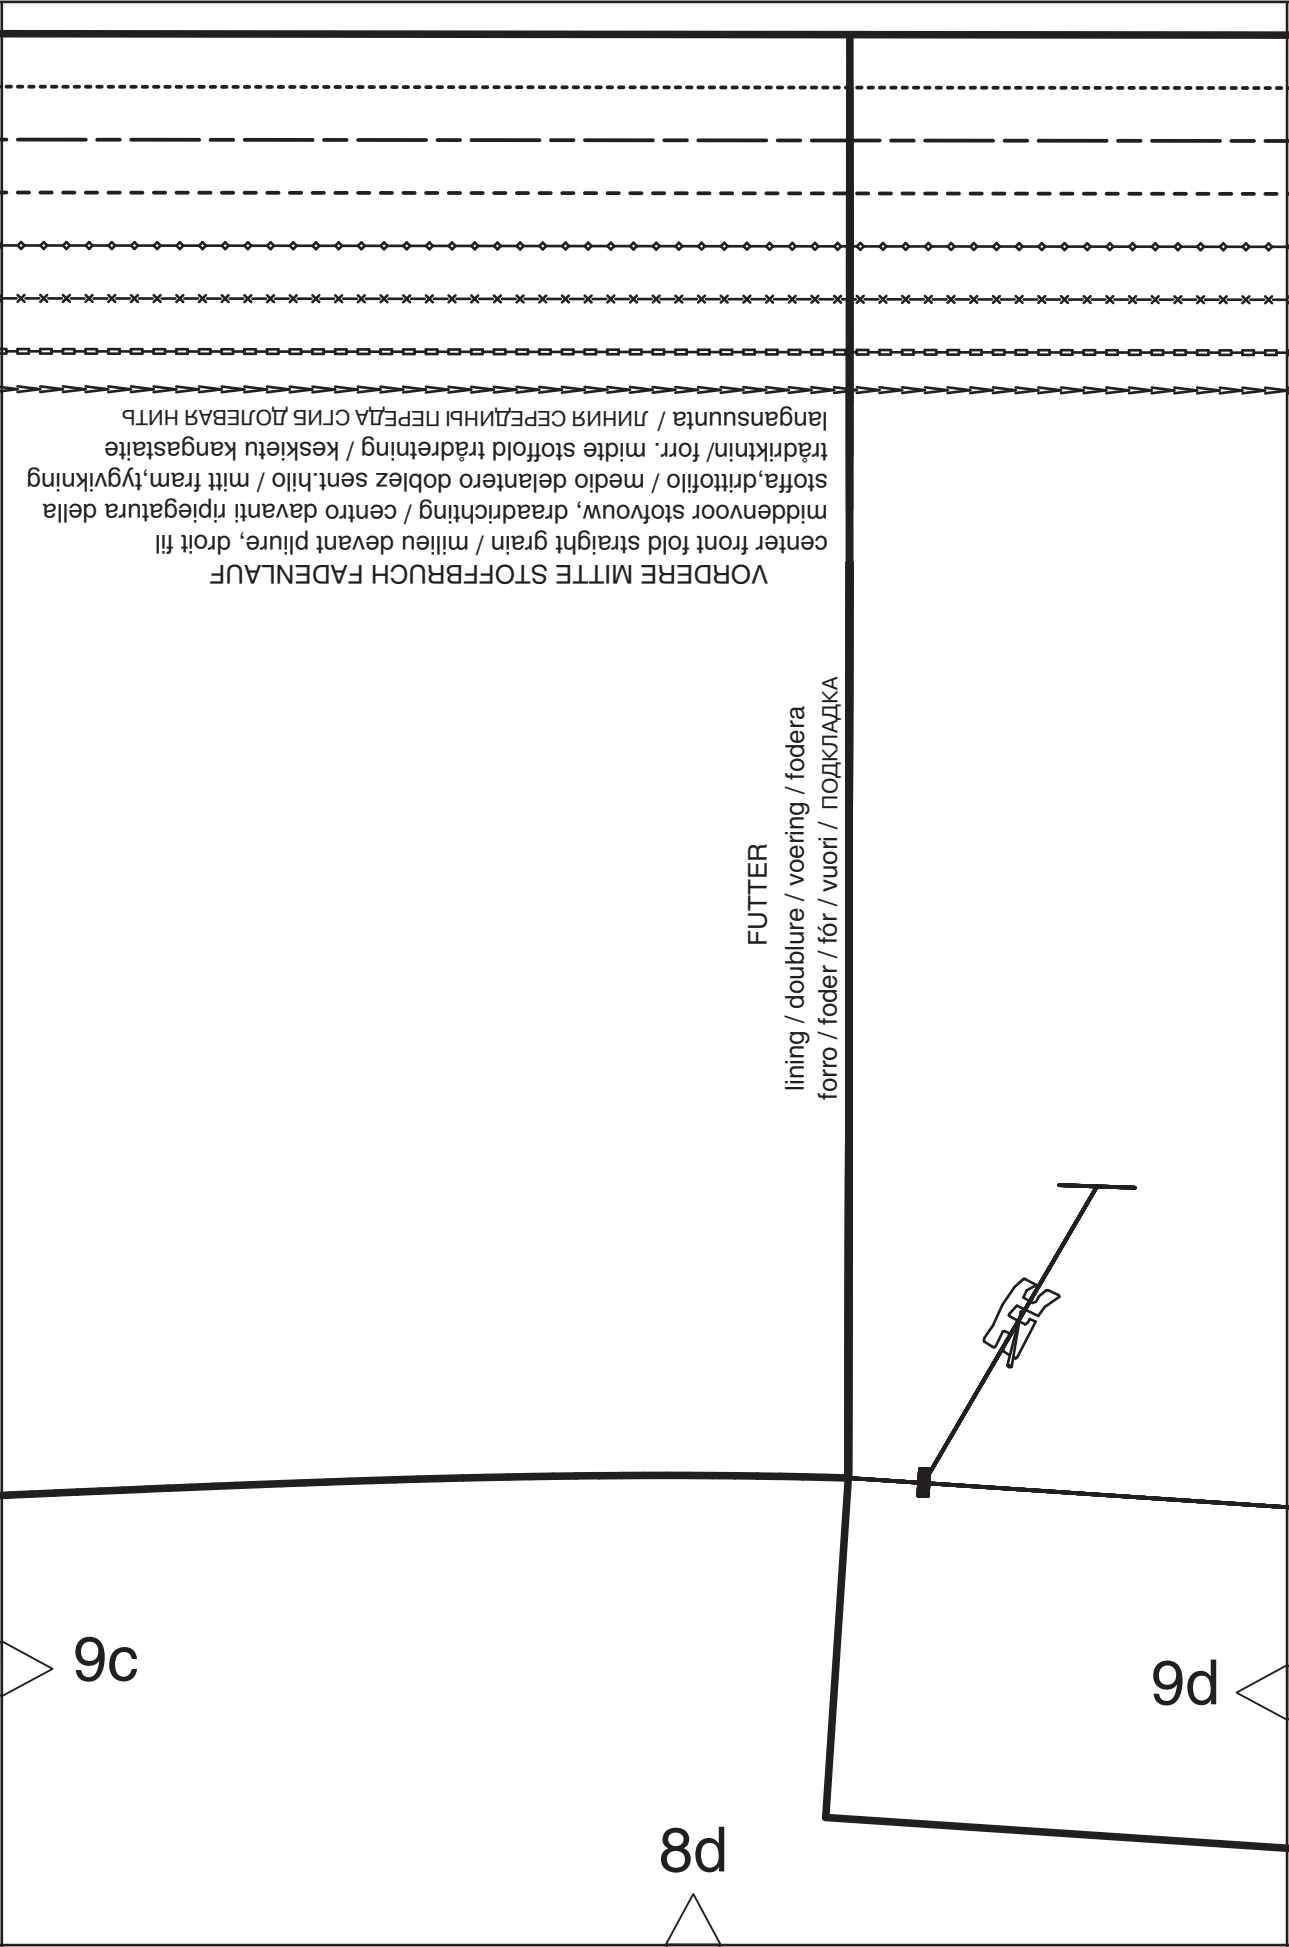 VORDERE MITTE STOFFBRUCH FADENLAUF
center front fold straight grain / milieu devant pliure, droit fil
middenvoor stofvouw, draadrichting / centro davanti ripiegatura della
stoffa,drittofilo / medio delantero doblez sent.hilo / mitt fram,tygvikning
trådriktnin/ forr. midte stoffold trådretning / keskietu kangastaite
langansuunta / ЛИНИЯ СЕРЕДИНЫ ПЕРЕДА СГИБ ДОЛЕВАЯ НИТЬ
FUTTER
lining / doublure / voering / fodera
forro / foder / fór / vuori / ПОДКЛАДКА
9c
9d
8d